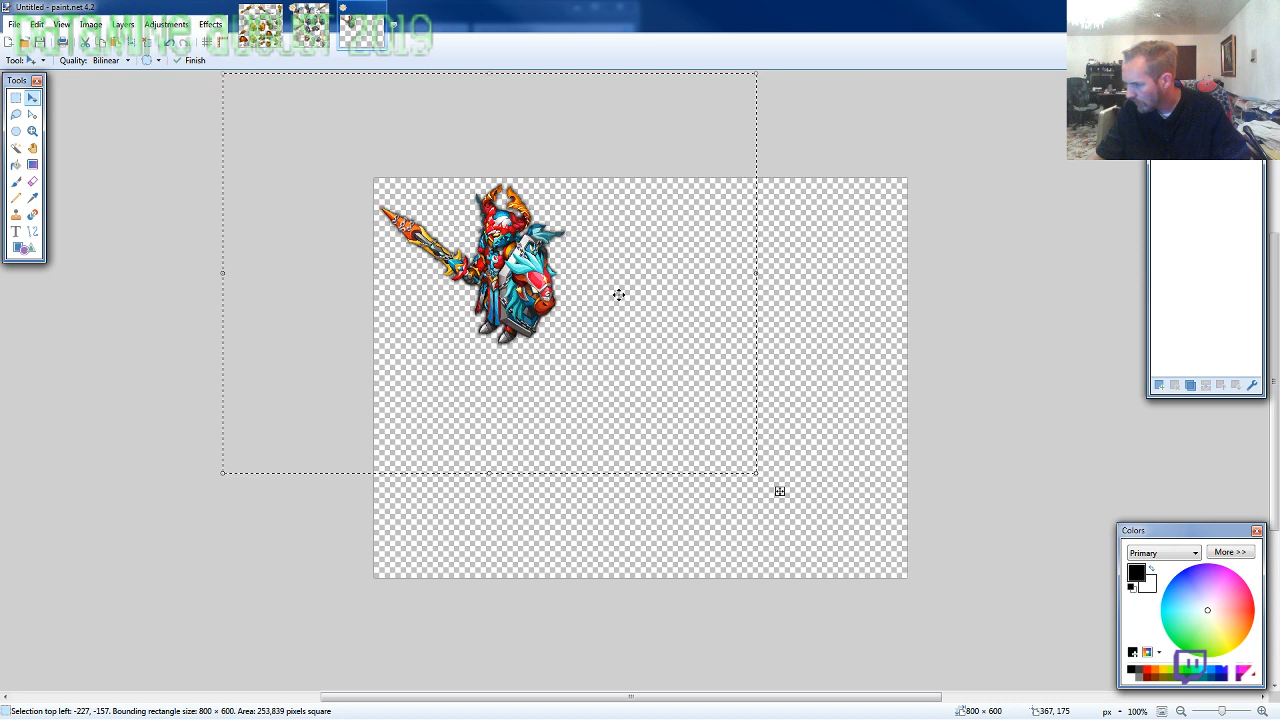 Untitled - paint.net 4.2
File Edit View Image Layers Adjustments Effects
Tool: Quality: Bilinear Finish
Tools
T
Colors
Primary More >>
Selection top left: -227, -157. Bounding rectangle size: 800 × 600. Area: 253,839 pixels square 800 × 600 367, 175 px 100%